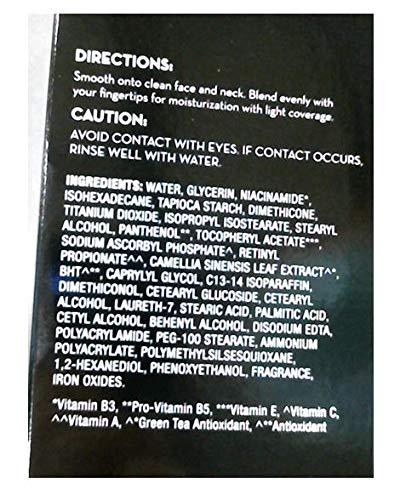 DIRECTIONS:
Smooth onto clean face and neck. Blend evenly with
your fingertips for moisturization with light coverage.
CAUTION:
AVOID CONTACT WITH EYES. IF CONTACT OCCURS,
RINSE WELL WITH WATER.
INGREDIENTS: WATER, GLYCERIN, NIACINAMIDE*,
ISOHEXADECANE, TAPIOCA STARCH, DIMETHICONE,
TITANIUM DIOXIDE, ISOPROPYL ISOSTEARATE, STEARYL
ALCOHOL, PANTHENOL**, TOCOPHERYL ACETATE***,
SODIUM ASCORBYL PHOSPHATE^, RETINYL
PROPIONATE^^, CAMELLIA SINENSIS LEAF EXTRACT^*,
BHT^**, CAPRYLYL GLYCOL, C13-14 ISOPARAFFIN,
DIMETHICONOL, CETEARYL GLUCOSIDE, CETEARYL
ALCOHOL, LAURETH-7, STEARIC ACID, PALMITIC ACID,
CETYL ALCOHOL, BEHENYL ALCOHOL, DISODIUM EDTA,
POLYACRYLAMIDE, PEG-100 STEARATE, AMMONIUM
POLYACRYLATE, POLYMETHYLSILSESQUIOXANE,
1,2-HEXANEDIOL, PHENOXYETHANOL, FRAGRANCE,
IRON OXIDES.
*Vitamin B3, **Pro-Vitamin B5, ***Vitamin E, ^Vitamin C,
^^Vitamin A, ^*Green Tea Antioxidant, ^**Antioxidant